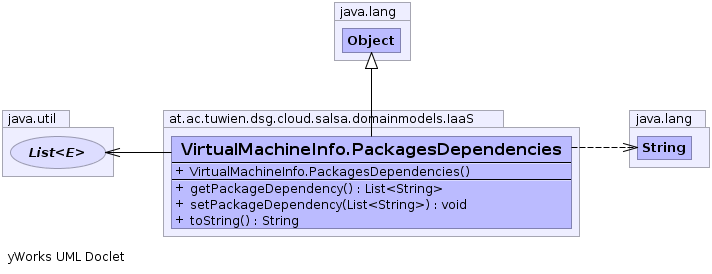 java.lang
Object
java.util
List<E>
at.ac.tuwien.dsg.cloud.salsa.domainmodels.IaaS
VirtualMachineInfo.PackagesDependencies
+ VirtualMachineInfo.PackagesDependencies()
+ getPackageDependency() : List<String>
+ setPackageDependency(List<String>) : void
+ toString() : String
java.lang
String
yWorks UML Doclet